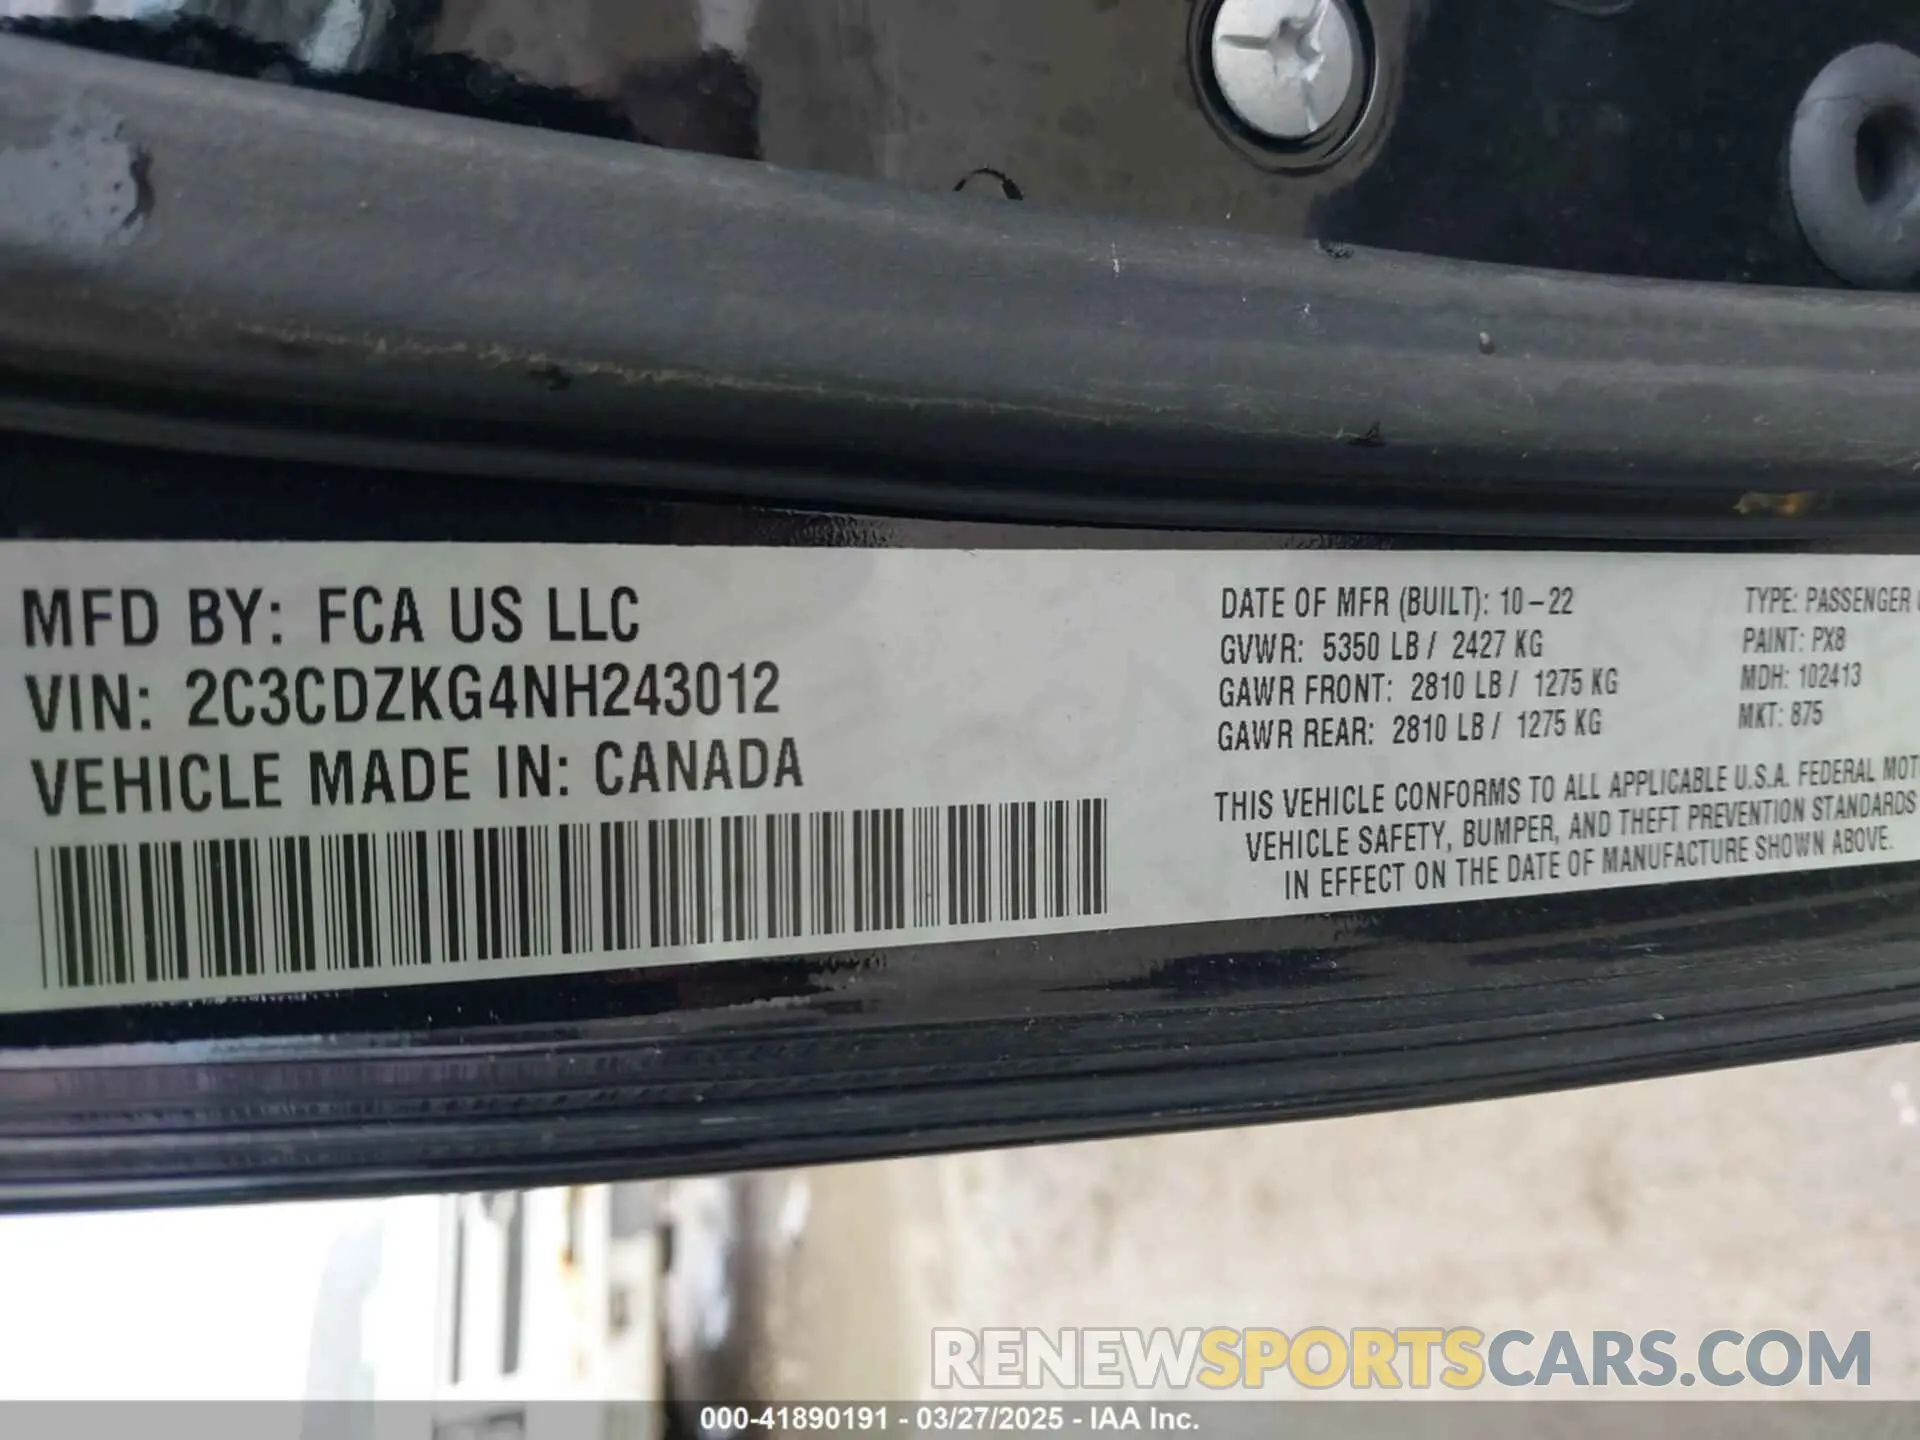 MFD BY: FCA US LLC
VIN: 2C3CDZKG4NH243012
VEHICLE MADE IN: CANADA
DATE OF MFR (BUILT): 10-22
GVWR: 5350 LB / 2427 KG
GAWR FRONT: 2810 LB / 1275 KG
GAWR REAR: 2810 LB / 1275 KG
TYPE: PASSENGER
PAINT: PX8
MDH: 102413
MKT: 875
THIS VEHICLE CONFORMS TO ALL APPLICABLE U.S.A. FEDERAL MOT
VEHICLE SAFETY, BUMPER, AND THEFT PREVENTION STANDARDS
IN EFFECT ON THE DATE OF MANUFACTURE SHOWN ABOVE.
RENEWSPORTSCARS.COM
000-41890191 - 03/27/2025 - IAA Inc.